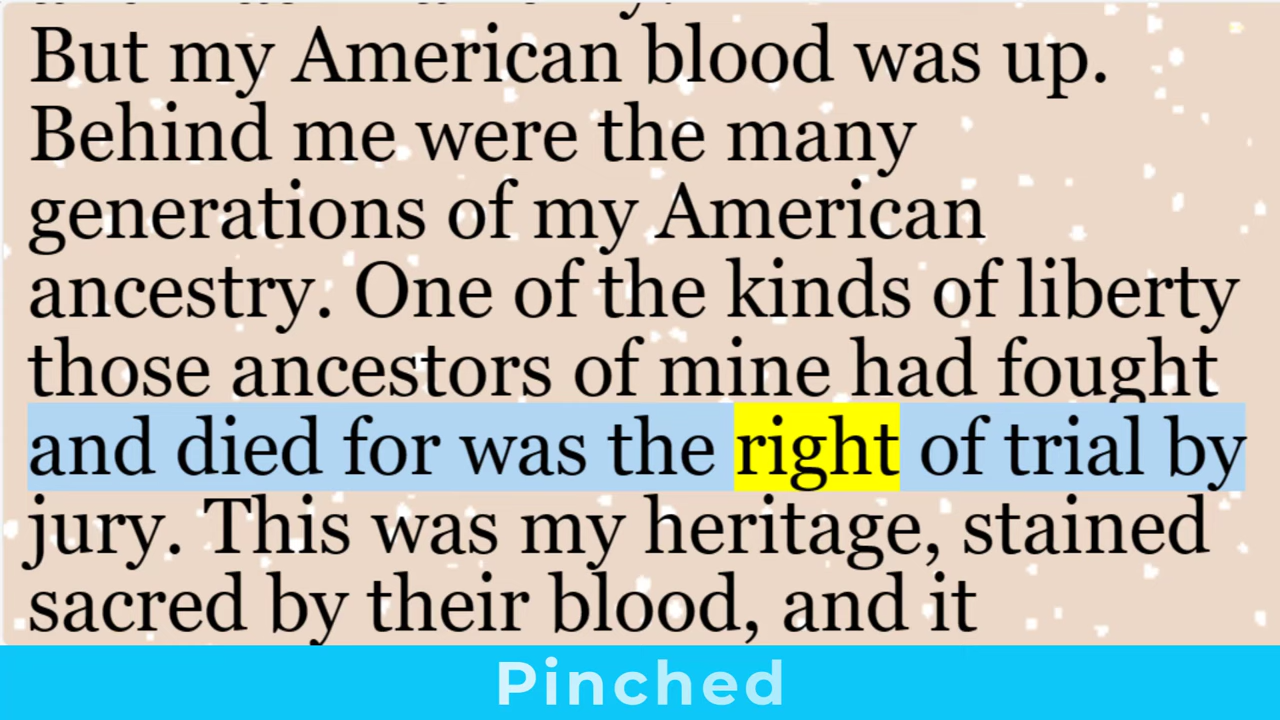 But my American blood was up.
Behind me were the many
generations of my American
ancestry. One of the kinds of liberty
those ancestors of mine had fought
and died for was the right of trial by
jury. This was my heritage, stained
sacred by their blood, and it
Pinched